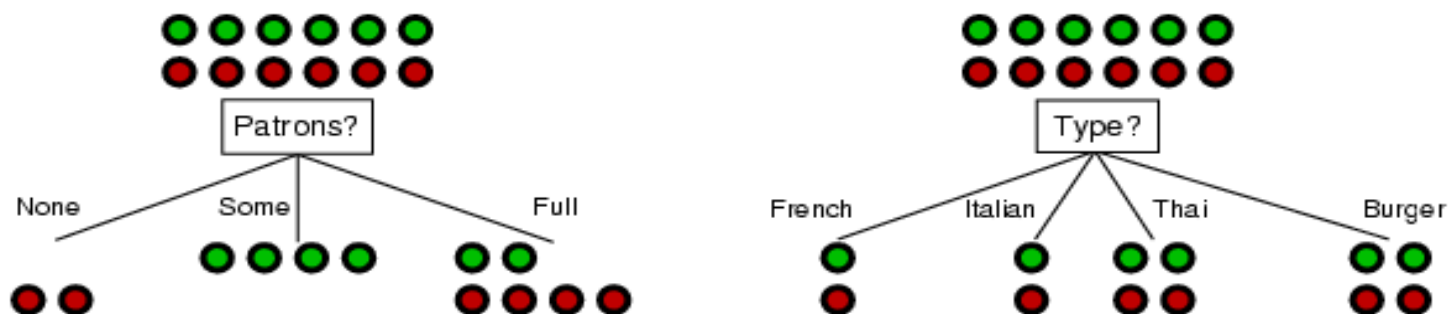 Patrons?
Type?
None
Some
Full
French
Italian
Thai
Burger